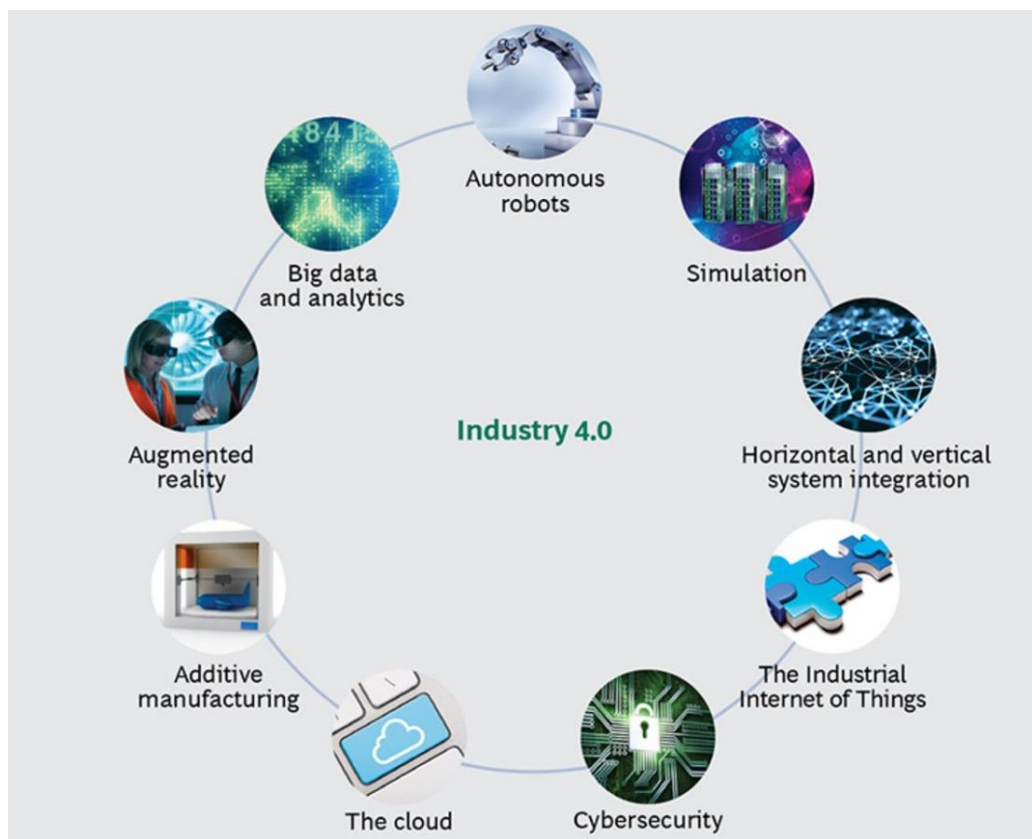 Autonomous
robots
Simulation
Horizontal and vertical
system integration
The Industrial
Internet of Things
Cybersecurity
The cloud
Additive
manufacturing
Augmented
reality
Big data
and analytics
Industry 4.0
48415